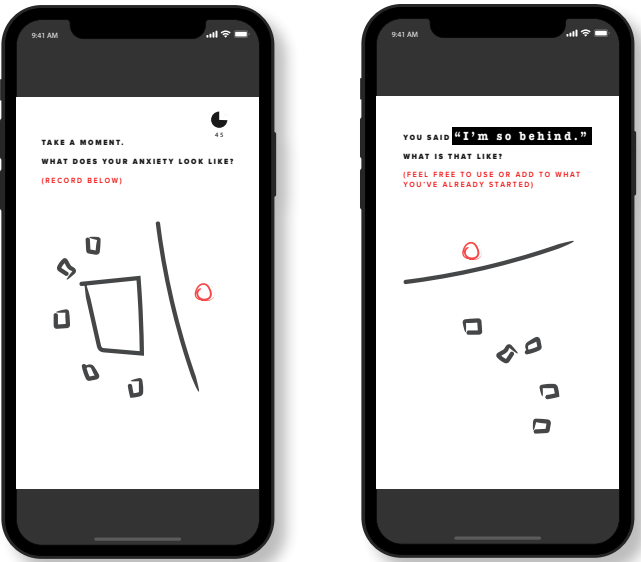 9:41 AM
45
TAKE A MOMENT.
WHAT DOES YOUR ANXIETY LOOK LIKE?
(RECORD BELOW)
9:41 AM
YOU SAID “I’m so behind.”
WHAT IS THAT LIKE?
(FEEL FREE TO USE OR ADD TO WHAT
YOU’VE ALREADY STARTED)